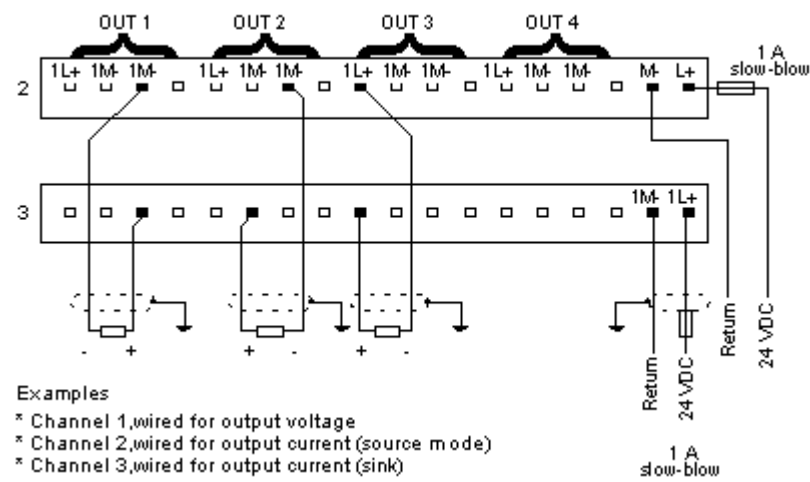 OUT 1 OUT 2 OUT 3 OUT 4
1 A
slow-blow
1L+ 1M- 1M- 1L+ 1M- 1M- 1L+ 1M- 1M- 1L+ 1M- 1M- M- L+
2
1M- 1L+
3
Return
24 VDC
Return
24 VDC
- + + - + -
Examples
* Channel 1,wired for output voltage
* Channel 2,wired for output current (source mode)
* Channel 3,wired for output current (sink)
1 A
slow-blow